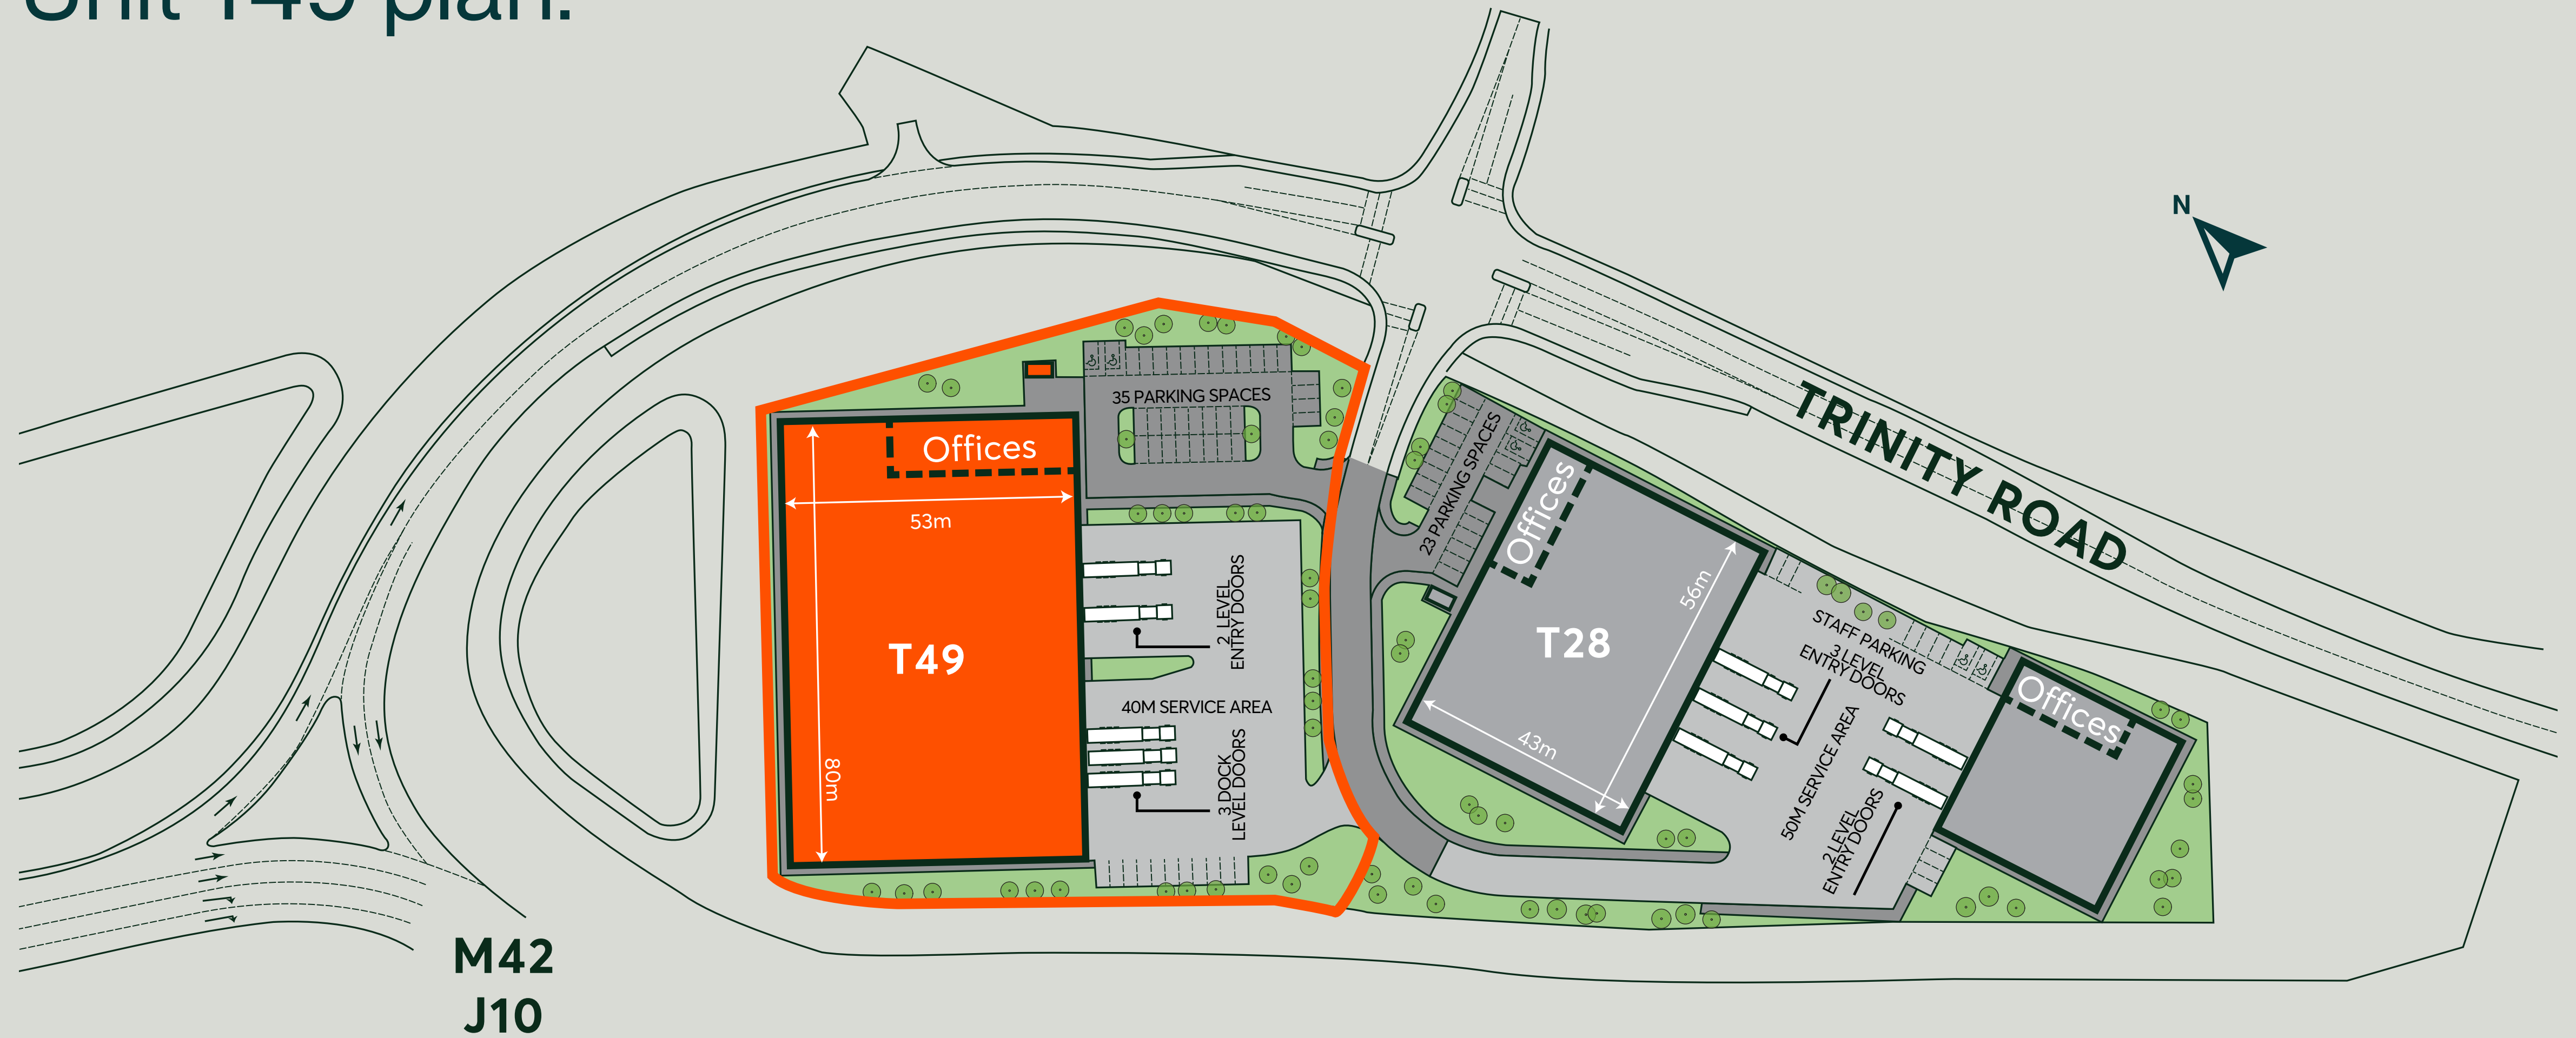 Unit T49 plan.
N
35 PARKING SPACES
Offices
53m
T49
80m
2 LEVEL
ENTRY DOORS
40M SERVICE AREA
3 DOCK
LEVEL DOORS
23 PARKING SPACES
Offices
T28
56m
43m
TRINITY ROAD
STAFF PARKING
3 LEVEL
ENTRY DOORS
50M SERVICE AREA
2 LEVEL
ENTRY DOORS
Offices
M42
J10